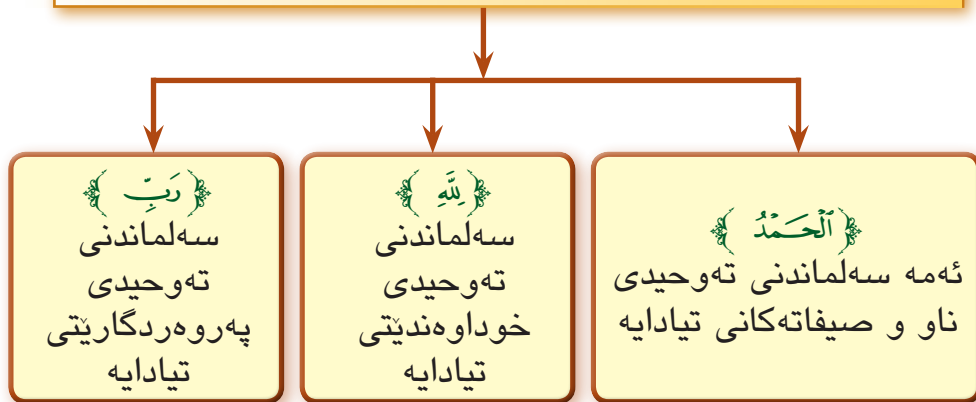 ﴿ ٱلْحَمْدُ ﴾
ئەمە سەلماندنی تەوحیدی
ناو و صیفاتەکانی تیادایە
﴿ لِلَّهِ ﴾
سەلماندنی
تەوحیدی
خوداوەندێتی
تیادایە
﴿ رَبِّ ﴾
سەلماندنی
تەوحیدی
پەروەردگارێتی
تیادایە